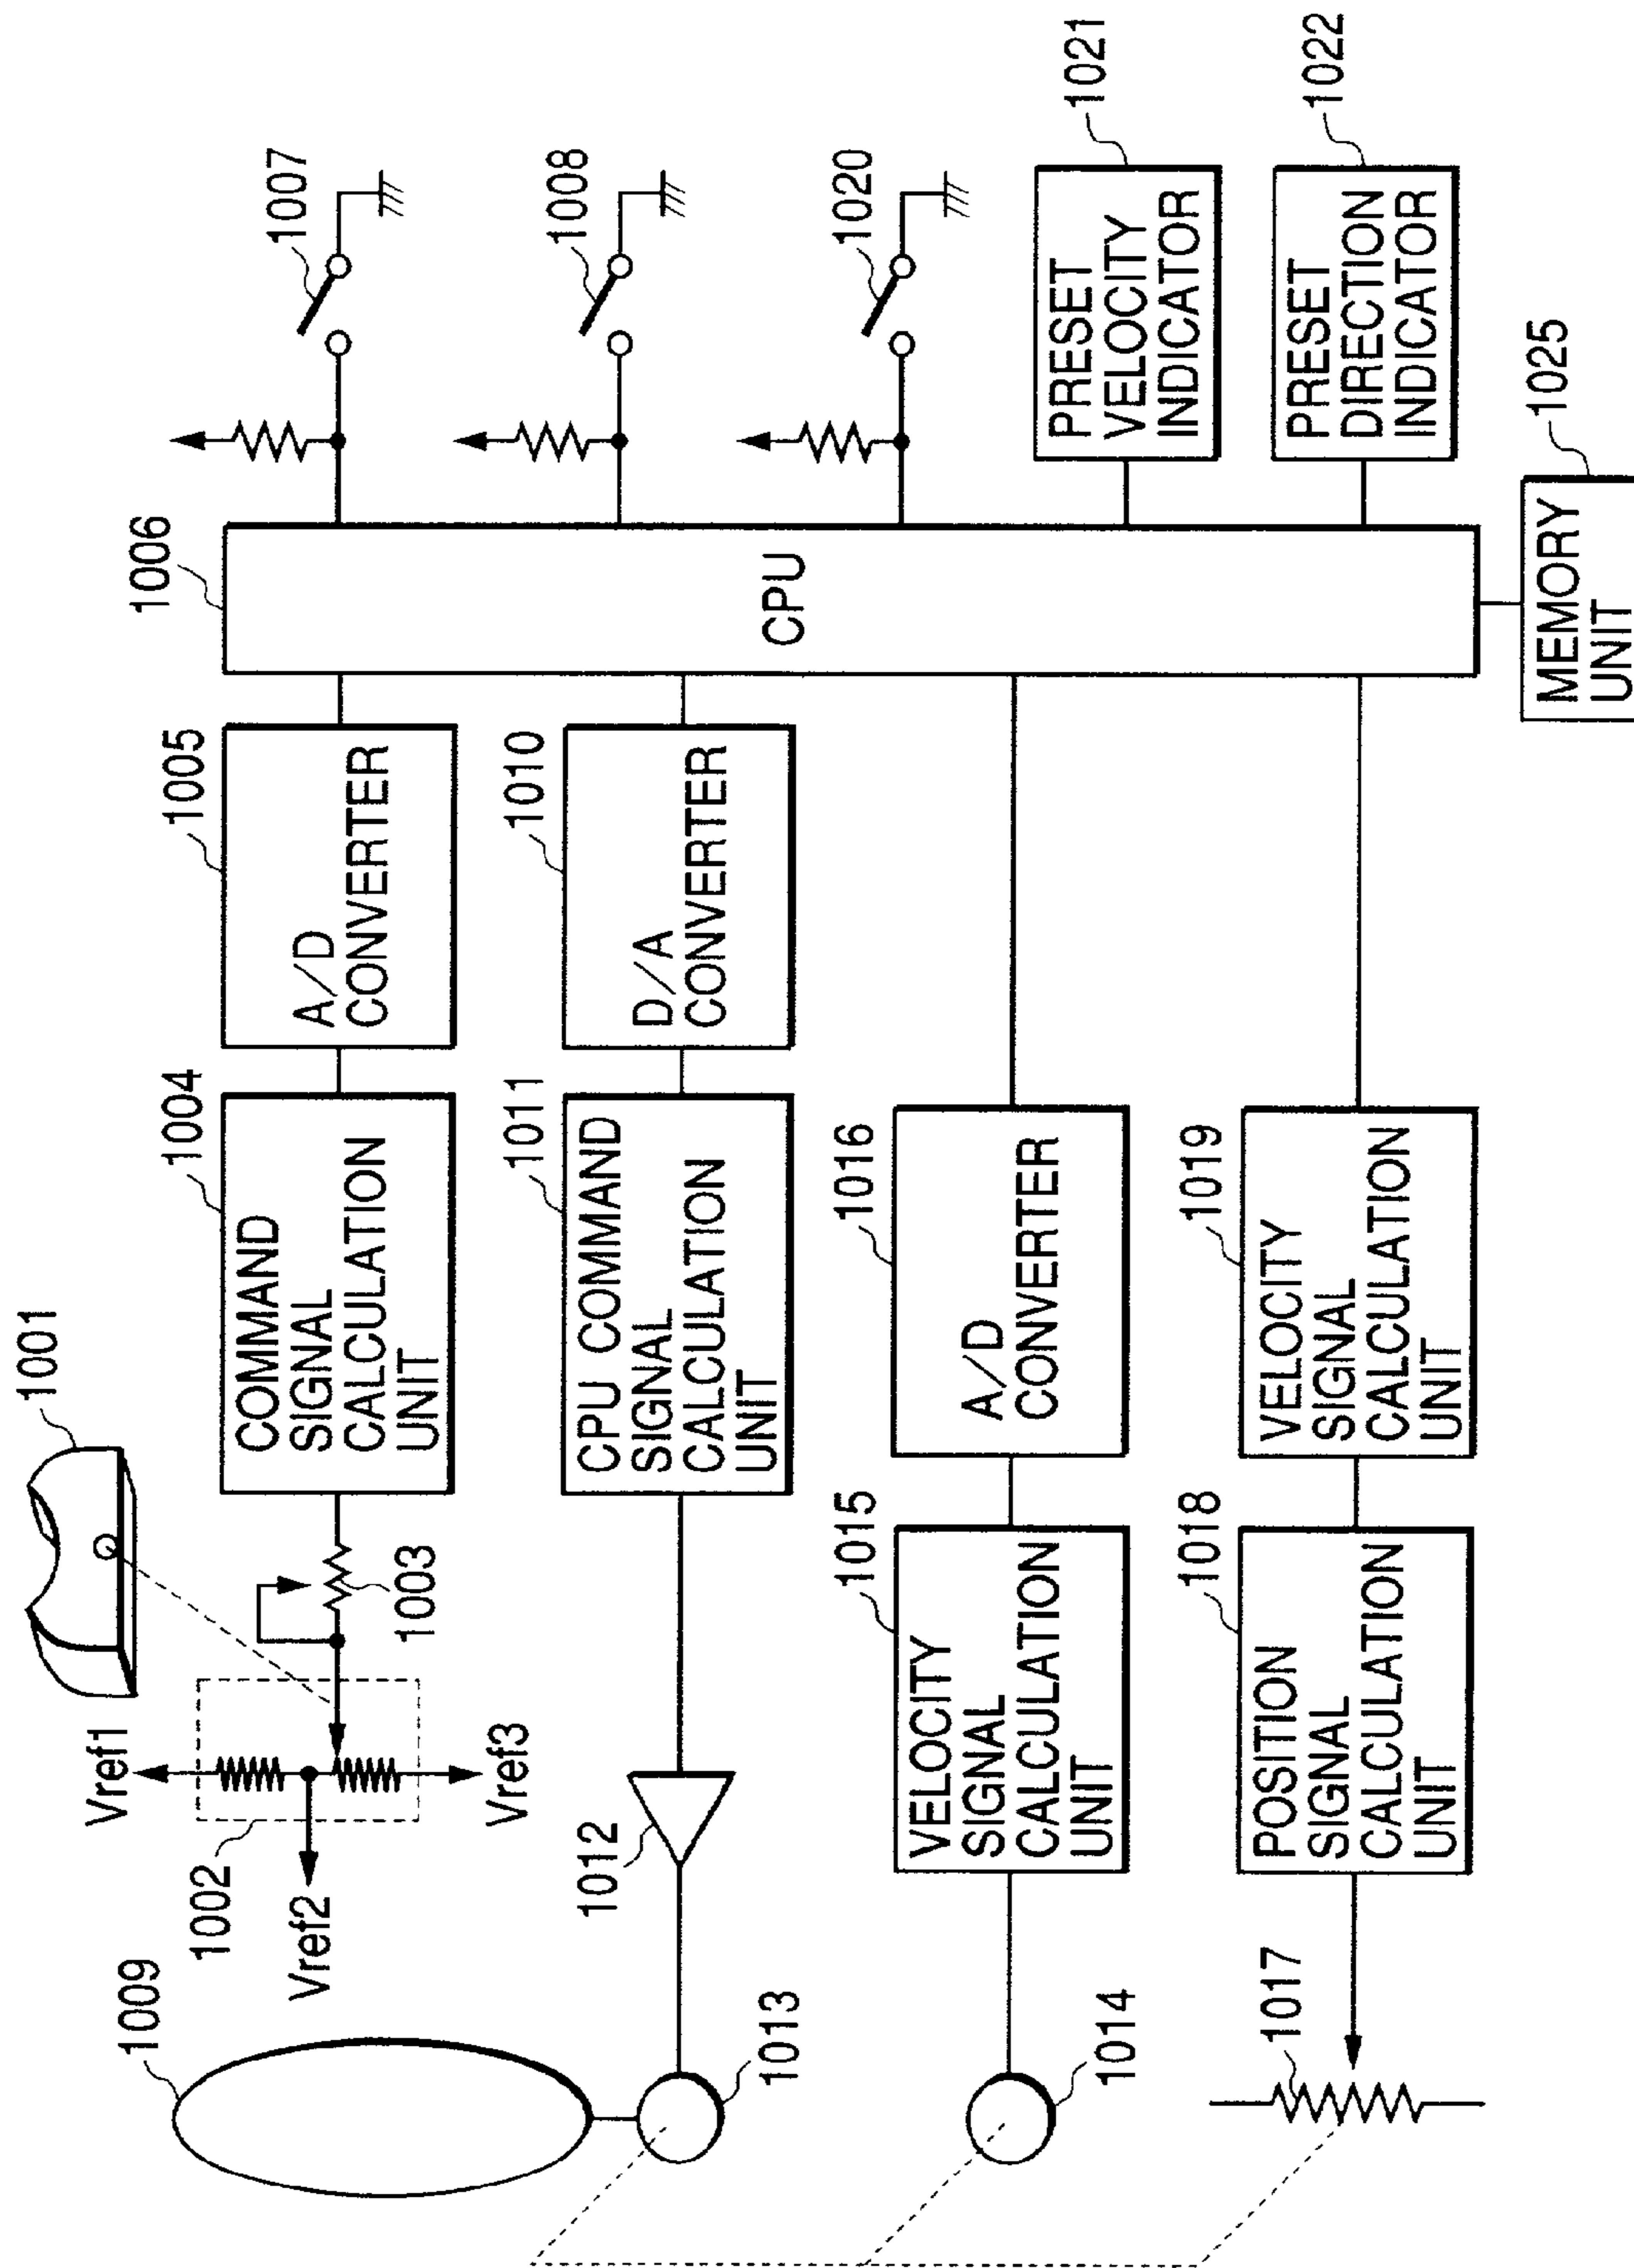 1009
Vref1
1002
Vref2
Vref3
1001
1003
1004
COMMAND
SIGNAL
CALCULATION
UNIT
1005
A/D
CONVERTER
1006
CPU
1007
1008
1020
1012
1013
1011
CPU COMMAND
SIGNAL
CALCULATION
UNIT
1010
D/A
CONVERTER
1014
1015
VELOCITY
SIGNAL
CALCULATION
UNIT
1016
A/D
CONVERTER
1021
PRESET
VELOCITY
INDICATOR
1017
1018
POSITION
SIGNAL
CALCULATION
UNIT
1019
VELOCITY
SIGNAL
CALCULATION
UNIT
1022
PRESET
DIRECTION
INDICATOR
1025
MEMORY
UNIT